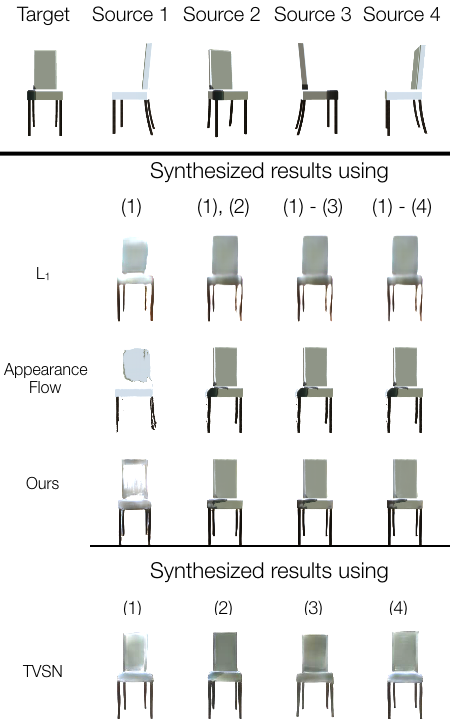 Target Source 1 Source 2 Source 3 Source 4
Synthesized results using
(1) (1), (2) (1) - (3) (1) - (4)
L₁
Appearance
Flow
Ours
Synthesized results using
(1) (2) (3) (4)
TVSN